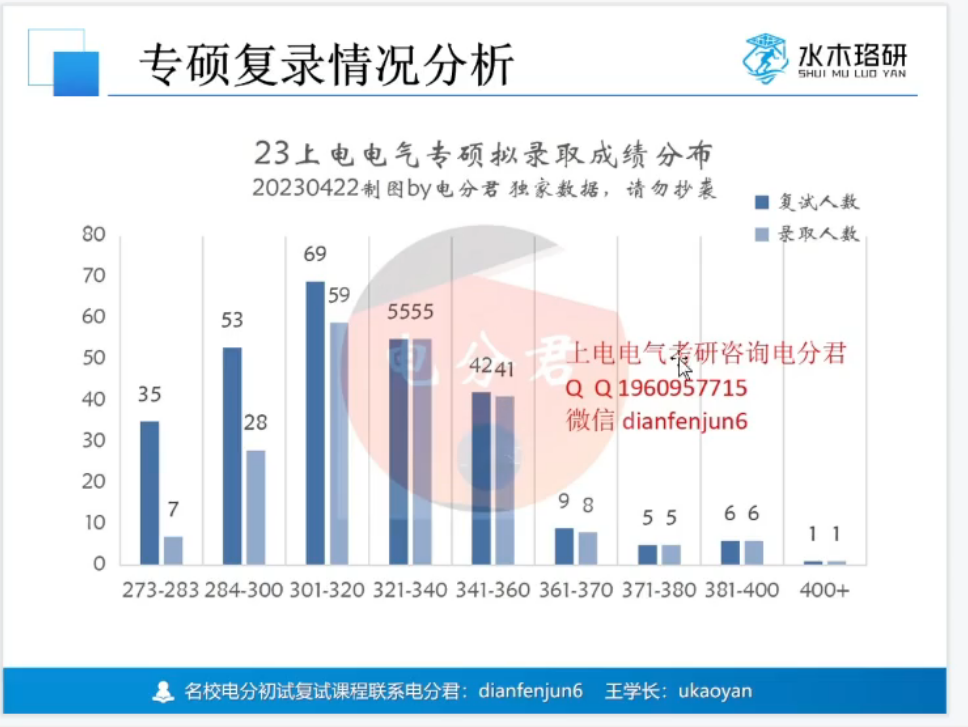 专硕复录情况分析
水木珞研
SHUI MU LUO YAN
23上电电气专硕拟录取成绩分布
20230422制图by电分君 独家数据，请勿抄袭
复试人数
录取人数
80
70
60
50
40
30
20
10
0
35
7
53
28
69
59
55
55
42
41
9
8
5
5
6
6
1
1
电分君
上电电气考研咨询电分君
Q Q 1960957715
微信 dianfenjun6
273-283 284-300 301-320 321-340 341-360 361-370 371-380 381-400 400+
名校电分初试复试课程联系电分君：dianfenjun6 王学长：ukaoyan